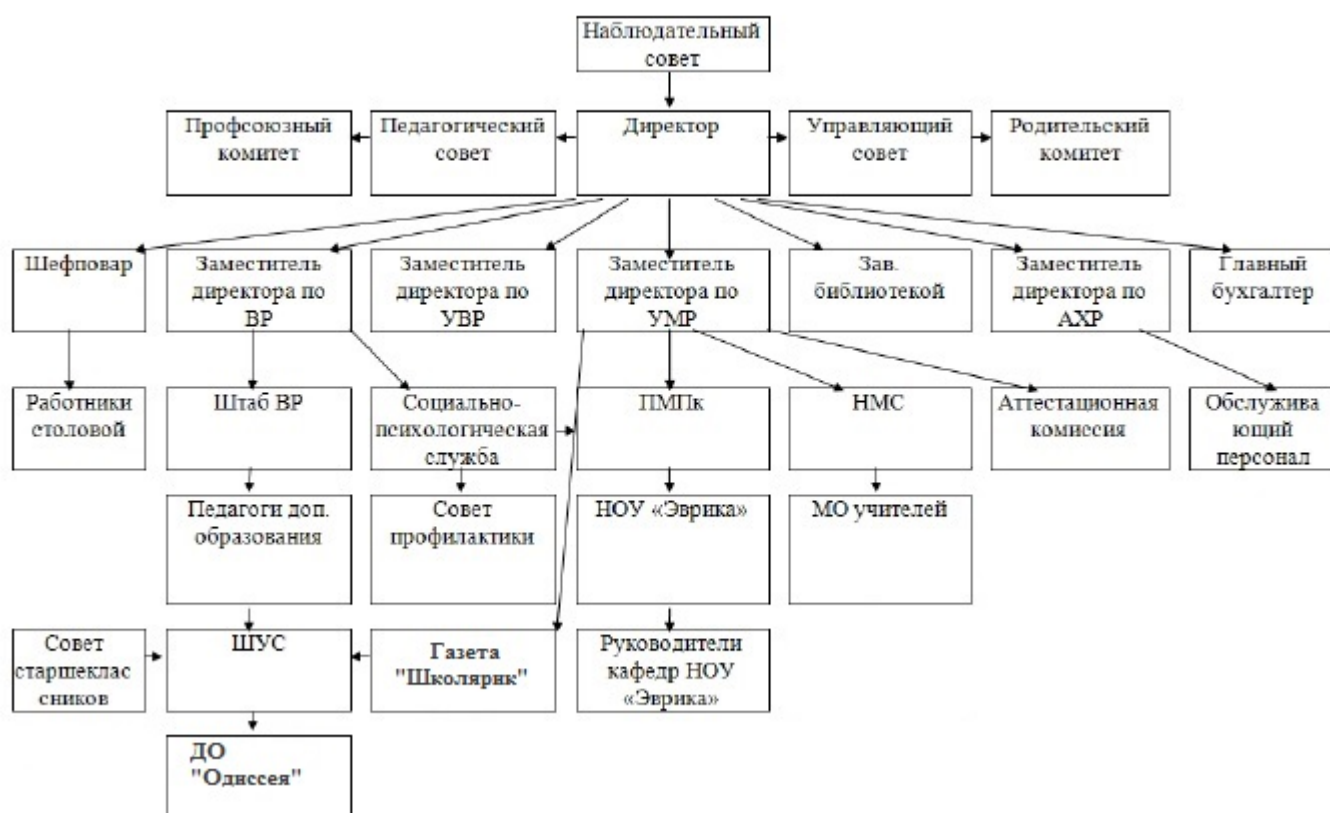 Наблюдательный
совет
Профсоюзный
комитет
Педагогический
совет
Директор
Управляющий
совет
Родительский
комитет
Шефповар
Заместитель
директора по
ВР
Заместитель
директора по
УВР
Заместитель
директора по
УМР
Зав.
библиотекой
Заместитель
директора по
АХР
Главный
бухгалтер
Работники
столовой
Штаб ВР
Социально-
психологическая
служба
ПМПк
НМС
Аттестационная
комиссия
Обслужива
ющий
персонал
Педагоги доп.
образования
Совет
профилактики
НОУ «Эврика»
МО учителей
Совет
старшеклас
сников
ШУС
Газета
"Школярик"
Руководители
кафедр НОУ
«Эврика»
ДО
"Одиссея"